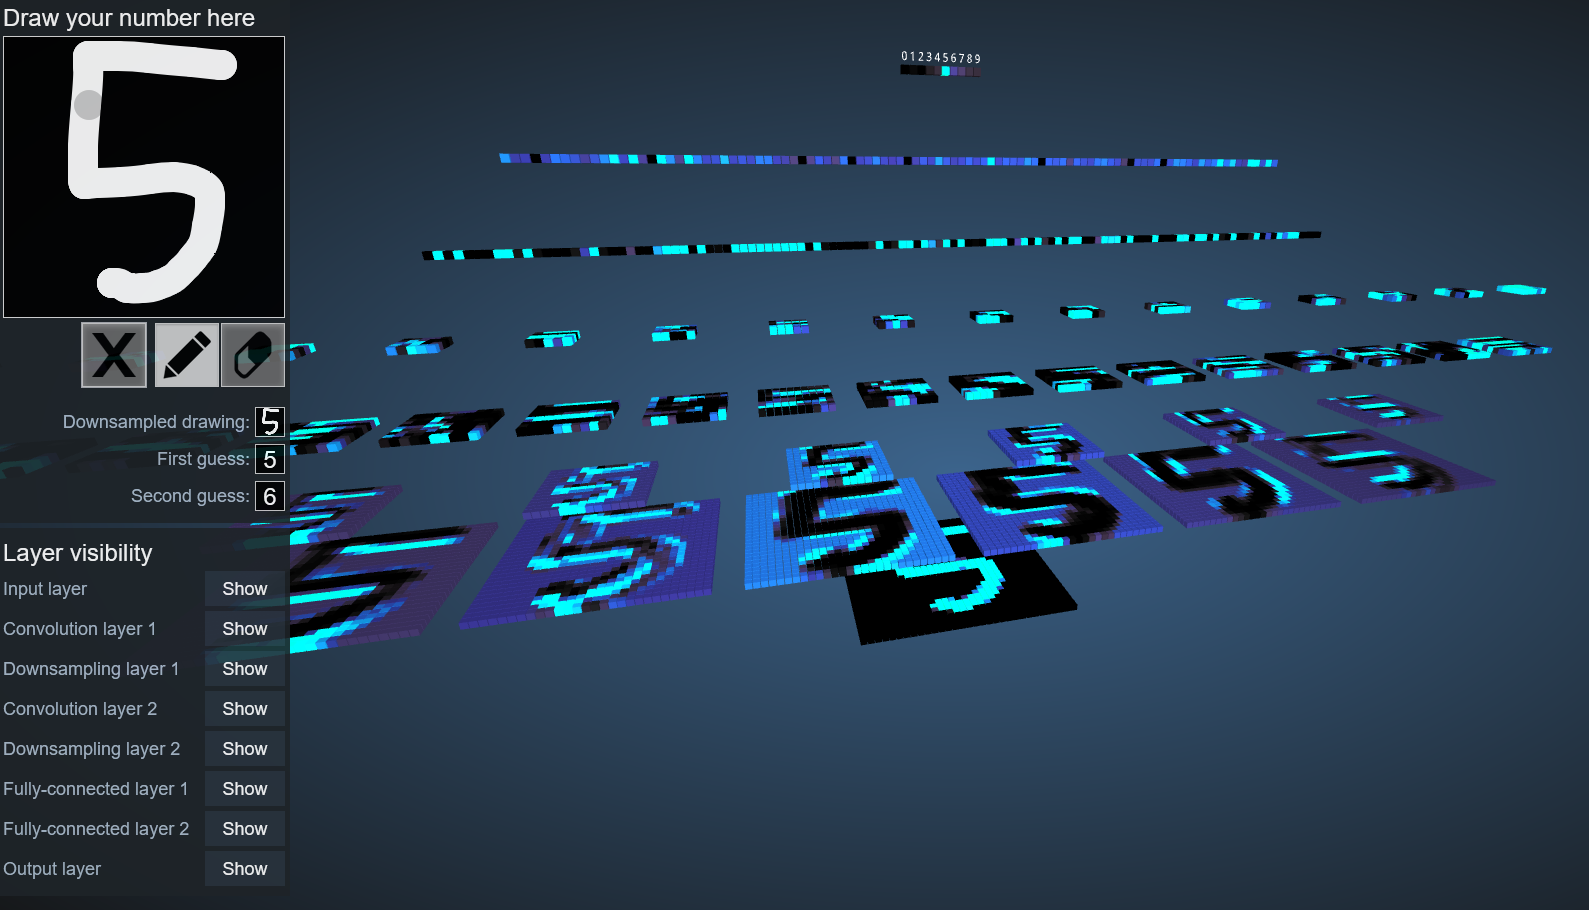 Draw your number here
0123456789
5
X
Downsampled drawing: 5
First guess: 5
Second guess: 6
Layer visibility
Input layer Show
Convolution layer 1 Show
Downsampling layer 1 Show
Convolution layer 2 Show
Downsampling layer 2 Show
Fully-connected layer 1 Show
Fully-connected layer 2 Show
Output layer Show